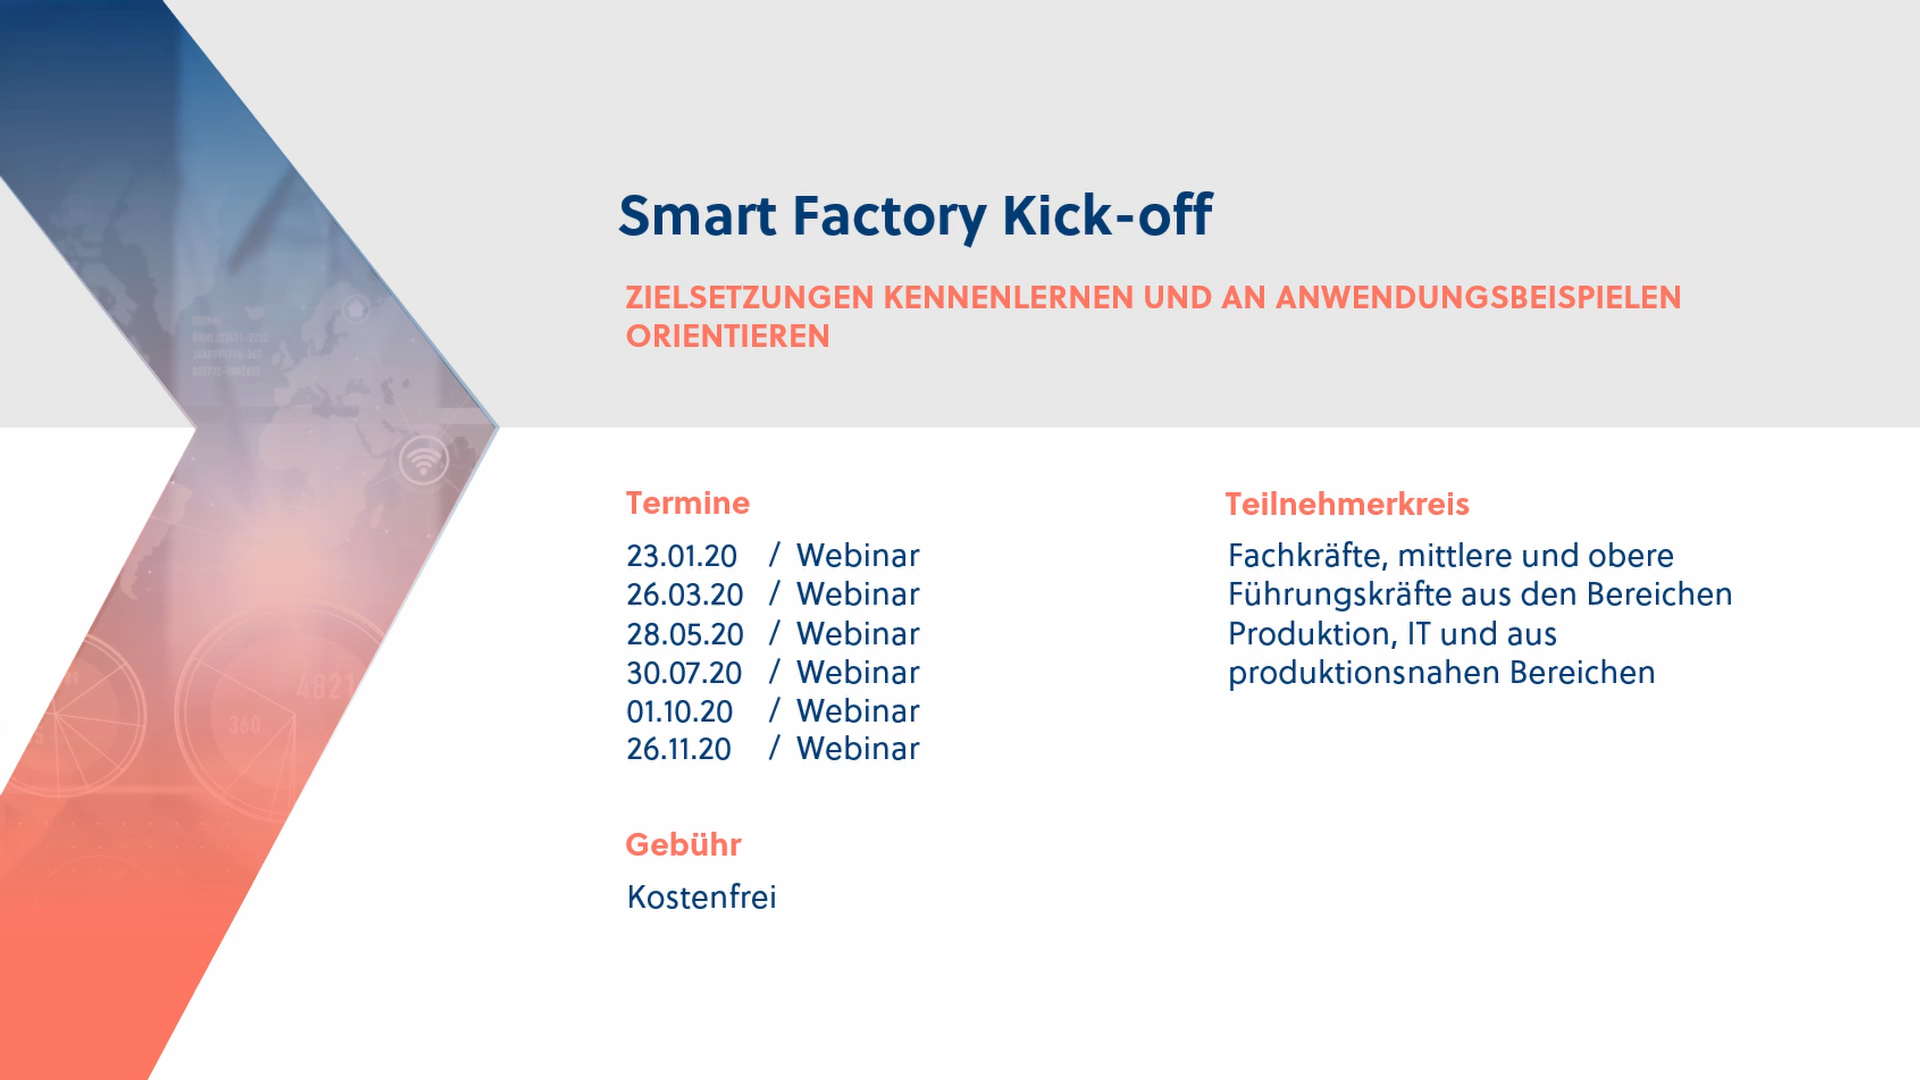 Smart Factory Kick-off
ZIELSETZUNGEN KENNENLERNEN UND AN ANWENDUNGSBEISPIELEN
ORIENTIEREN
Termine
23.01.20 / Webinar
26.03.20 / Webinar
28.05.20 / Webinar
30.07.20 / Webinar
01.10.20 / Webinar
26.11.20 / Webinar
Gebühr
Kostenfrei
Teilnehmerkreis
Fachkräfte, mittlere und obere
Führungskräfte aus den Bereichen
Produktion, IT und aus
produktionsnahen Bereichen
4821
360